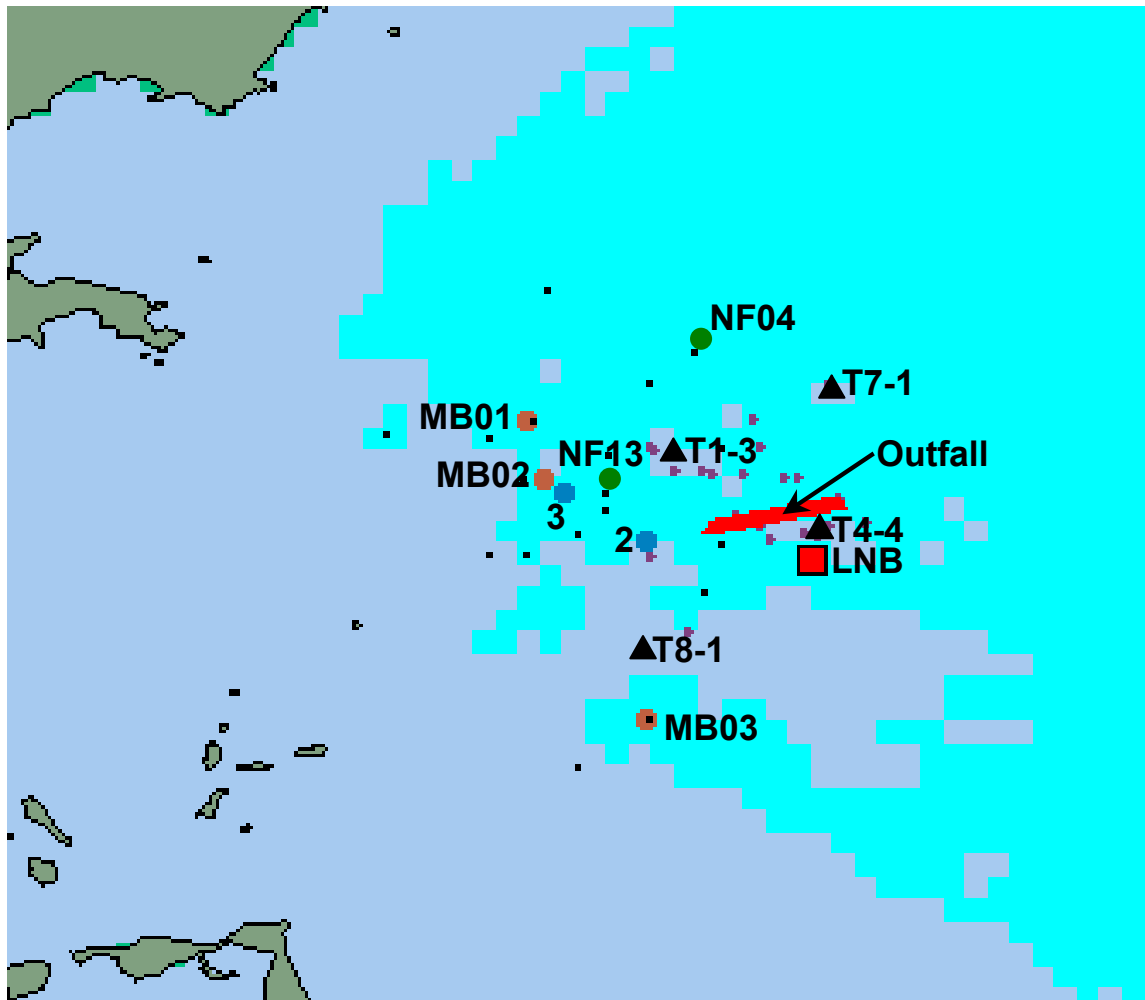 NF04
T7-1
MB01
T1-3
NF13
Outfall
MB02
3
2
T4-4
LNB
T8-1
MB03